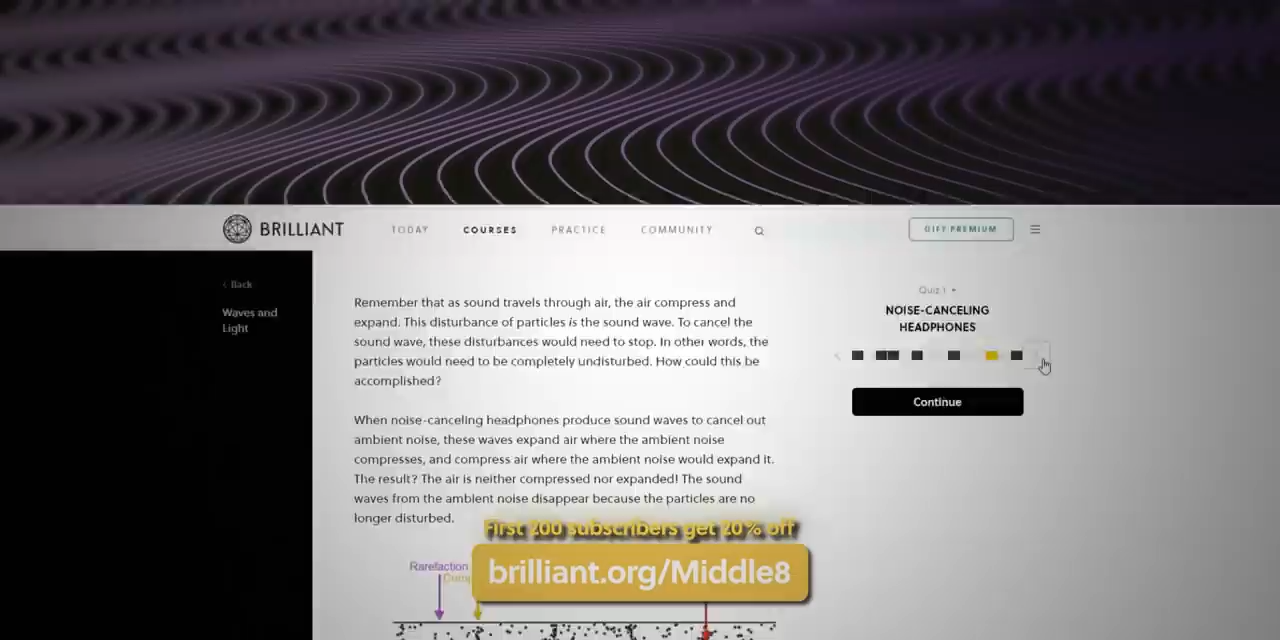 BRILLIANT
TODAY
COURSES
PRACTICE
COMMUNITY
GIFT PREMIUM
‹ Back
Waves and
Light
Remember that as sound travels through air, the air compress and
expand. This disturbance of particles is the sound wave. To cancel the
sound wave, these disturbances would need to stop. In other words, the
particles would need to be completely undisturbed. How could this be
accomplished?
When noise-canceling headphones produce sound waves to cancel out
ambient noise, these waves expand air where the ambient noise
compresses, and compress air where the ambient noise would expand it.
The result? The air is neither compressed nor expanded! The sound
waves from the ambient noise disappear because the particles are no
longer disturbed.
Quiz 1
NOISE-CANCELING
HEADPHONES
Continue
First 200 subscribers get 20% off
brilliant.org/Middle8
Rarefaction